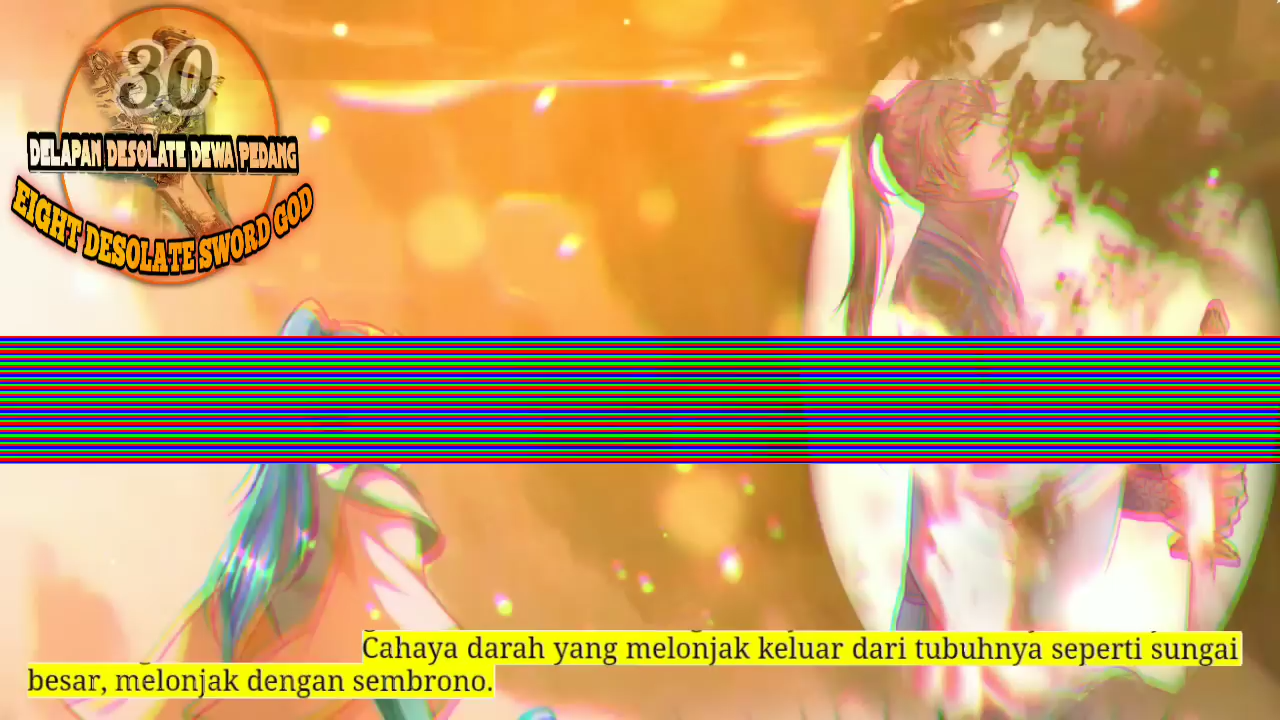 30
DELAPAN DESOLATE DEWA PEDANG
EIGHT DESOLATE SWORD GOD
Cahaya darah yang melonjak keluar dari tubuhnya seperti sungai
besar, melonjak dengan sembrono.